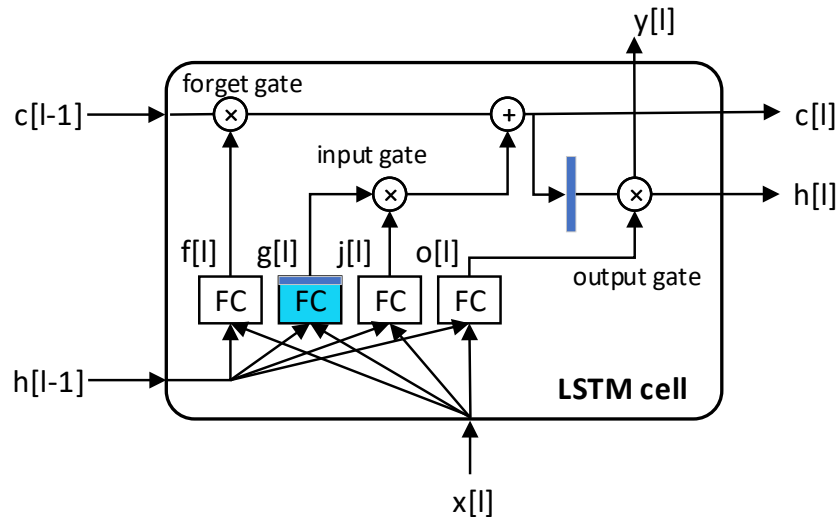 y[l]
forget gate
c[l-1]
×
+
c[l]
input gate
×
×
h[l]
f[l]
g[l]
j[l]
o[l]
output gate
FC
FC
FC
FC
h[l-1]
LSTM cell
x[l]